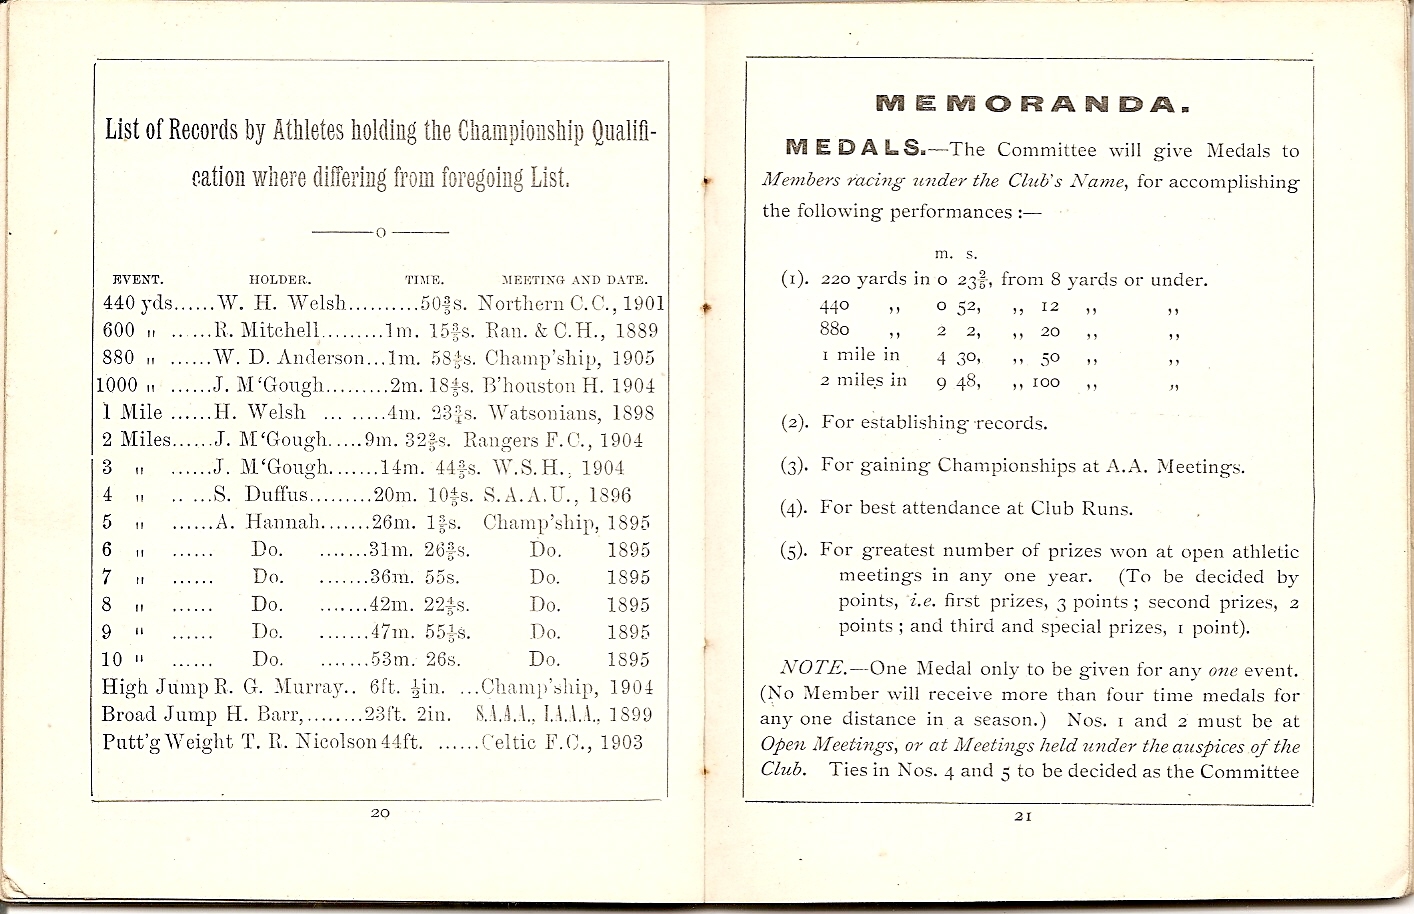 List of Records by Athletes holding the Championship Qualifi-
cation where differing from foregoing List.
EVENT. HOLDER. TIME. MEETING AND DATE.
440 yds......W. H. Welsh..........50⅗s. Northern C.C., 1901
600 " ......R. Mitchell.........1m. 15⅗s. Ran. & C.H., 1889
880 " ......W. D. Anderson...1m. 58⅘s. Champ'ship, 1905
1000 " ......J. M‘Gough.........2m. 18⅘s. B'houston H. 1904
1 Mile ......H. Welsh ... ......4m. 23¾s. Watsonians, 1898
2 Miles......J. M‘Gough.....9m. 32⅗s. Rangers F.C., 1904
3 " ......J. M‘Gough.......14m. 44⅗s. W.S.H., 1904
4 " .. ...S. Duffus.........20m. 10⅘s. S.A.A.U., 1896
5 " ......A. Hannah.......26m. 1⅗s. Champ'ship, 1895
6 " ...... Do. .......31m. 26⅗s. Do. 1895
7 " ...... Do. .......36m. 55s. Do. 1895
8 " ...... Do. .......42m. 22⅘s. Do. 1895
9 " ...... Do. .......47m. 55⅕s. Do. 1895
10 " ...... Do. .......53m. 26s. Do. 1895
High Jump R. G. Murray.. 6ft. ½in. ...Champ'ship, 1904
Broad Jump H. Barr,........23ft. 2in. S.A.A.A., I.A.A.A., 1899
Putt'g Weight T. R. Nicolson 44ft. ......Celtic F.C., 1903
20
MEMORANDA.
MEDALS.—The Committee will give Medals to
Members racing under the Club's Name, for accomplishing
the following performances :—
m. s.
(1). 220 yards in 0 23⅗, from 8 yards or under.
440 ,, 0 52, ,, 12 ,, ,,
880 ,, 2 2, ,, 20 ,, ,,
1 mile in 4 30, ,, 50 ,, ,,
2 miles in 9 48, ,, 100 ,, ,,
(2). For establishing records.
(3). For gaining Championships at A.A. Meetings.
(4). For best attendance at Club Runs.
(5). For greatest number of prizes won at open athletic
meetings in any one year. (To be decided by
points, i.e. first prizes, 3 points ; second prizes, 2
points ; and third and special prizes, 1 point).
NOTE.—One Medal only to be given for any one event.
(No Member will receive more than four time medals for
any one distance in a season.) Nos. 1 and 2 must be at
Open Meetings, or at Meetings held under the auspices of the
Club. Ties in Nos. 4 and 5 to be decided as the Committee
21